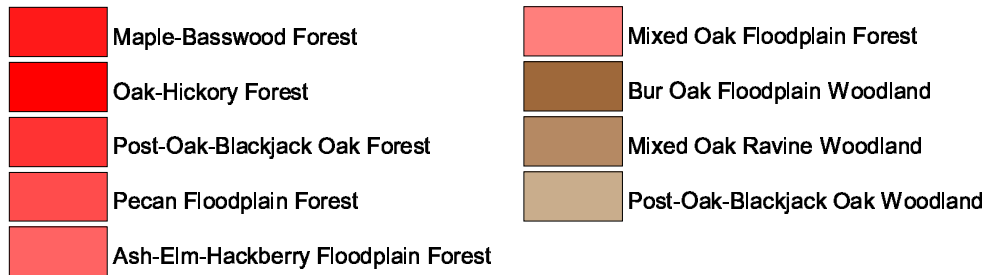 Maple-Basswood Forest
Oak-Hickory Forest
Post-Oak-Blackjack Oak Forest
Pecan Floodplain Forest
Ash-Elm-Hackberry Floodplain Forest
Mixed Oak Floodplain Forest
Bur Oak Floodplain Woodland
Mixed Oak Ravine Woodland
Post-Oak-Blackjack Oak Woodland